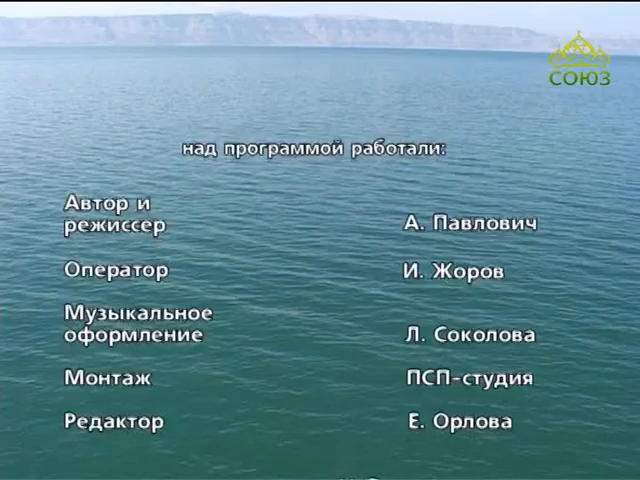 СОЮЗ
над программой работали:
Автор и
режиссер А. Павлович
Оператор И. Жоров
Музыкальное
оформление Л. Соколова
Монтаж ПСП-студия
Редактор Е. Орлова